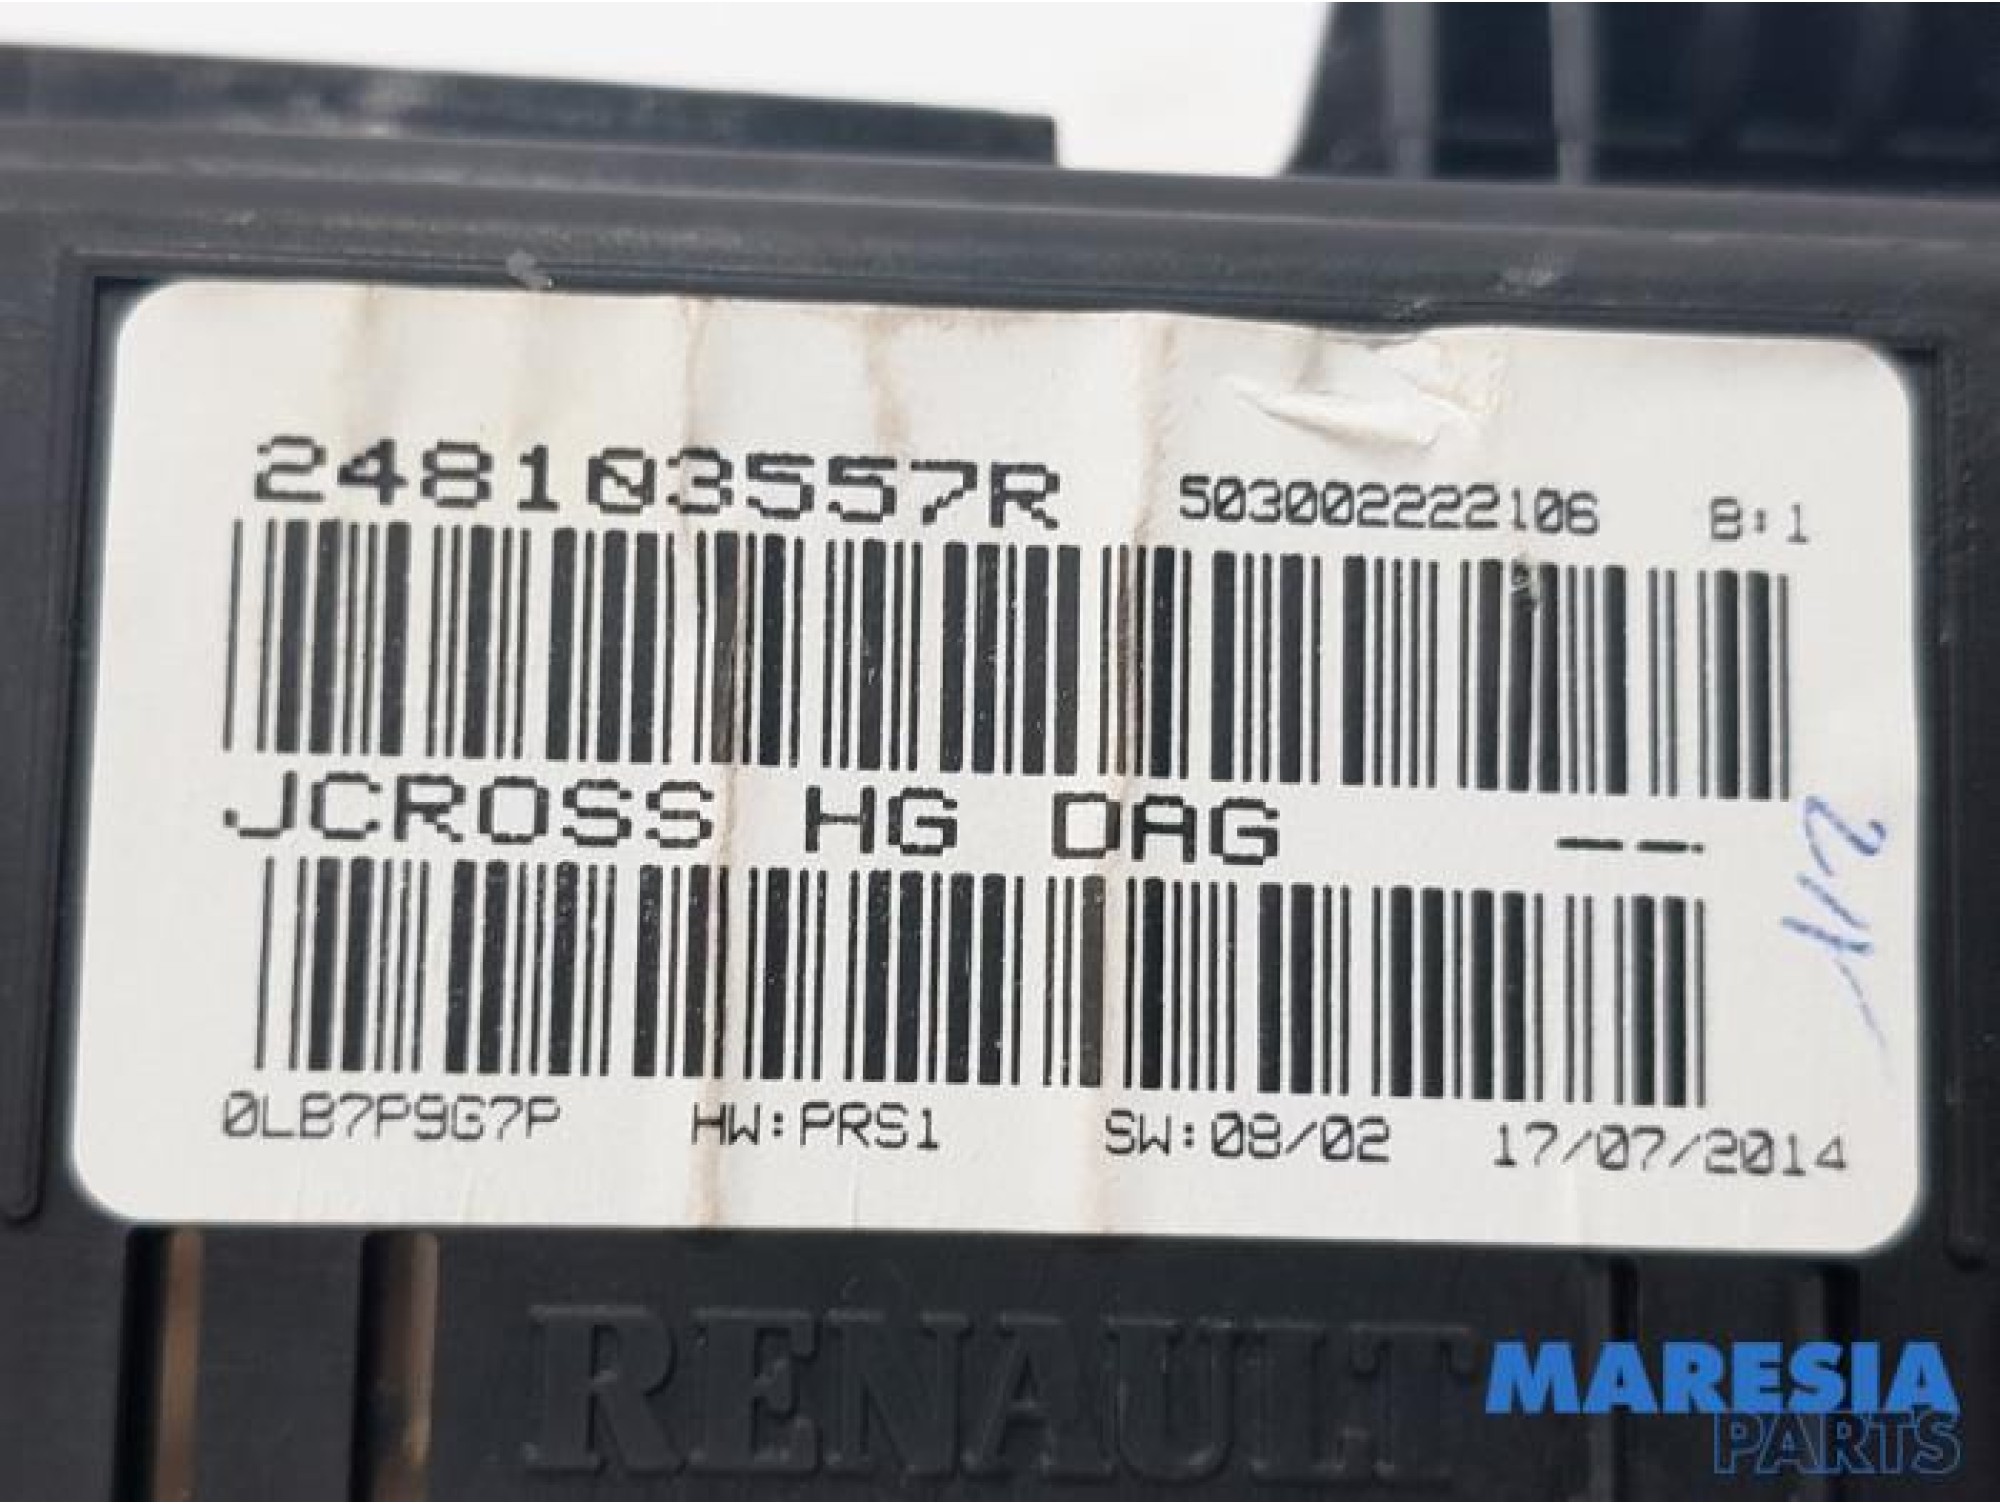 248103557R 503002222106 B:1
JCROSS HG DAG --.
0LB7P9G7P HW:PRS1 SW:08/02 17/07/2014
RENAULT
MARESIA
PARTS